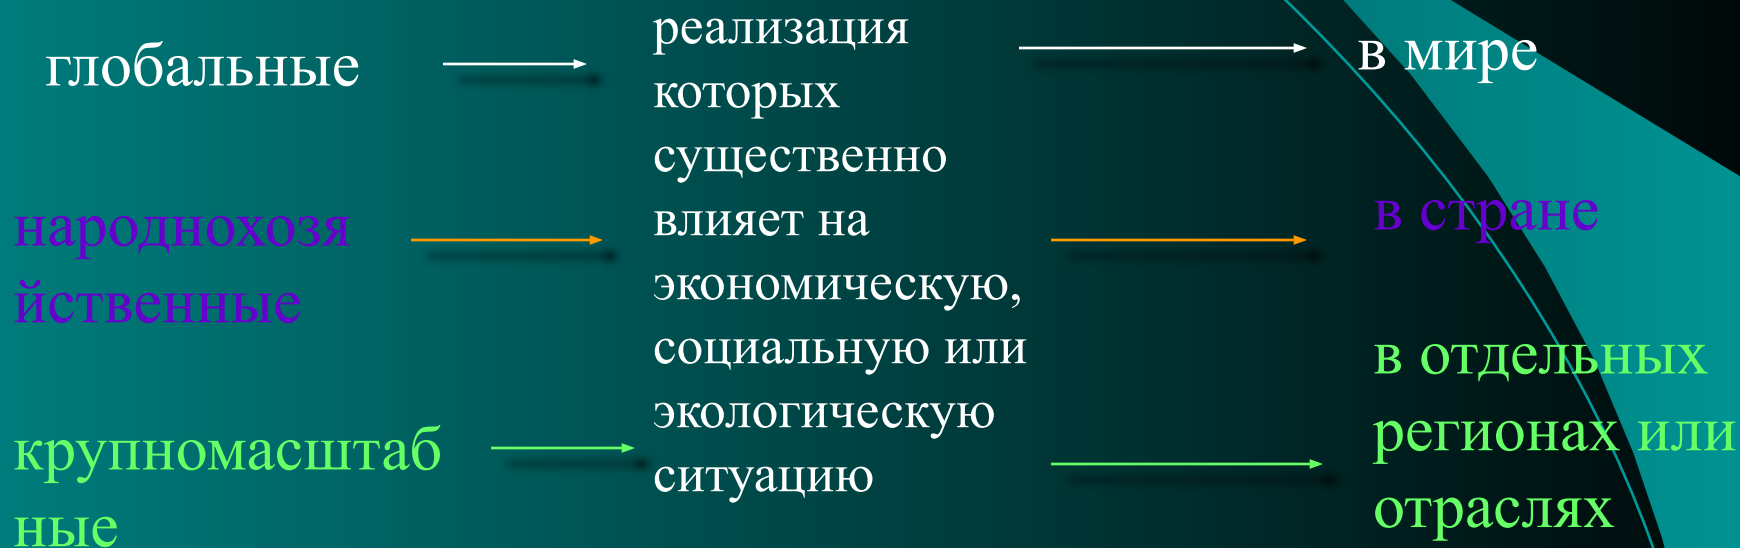 глобальные
народнохозя
йственные
крупномасштаб
ные
реализация
которых
существенно
влияет на
экономическую,
социальную или
экологическую
ситуацию
в мире
в стране
в отдельных
регионах или
отраслях